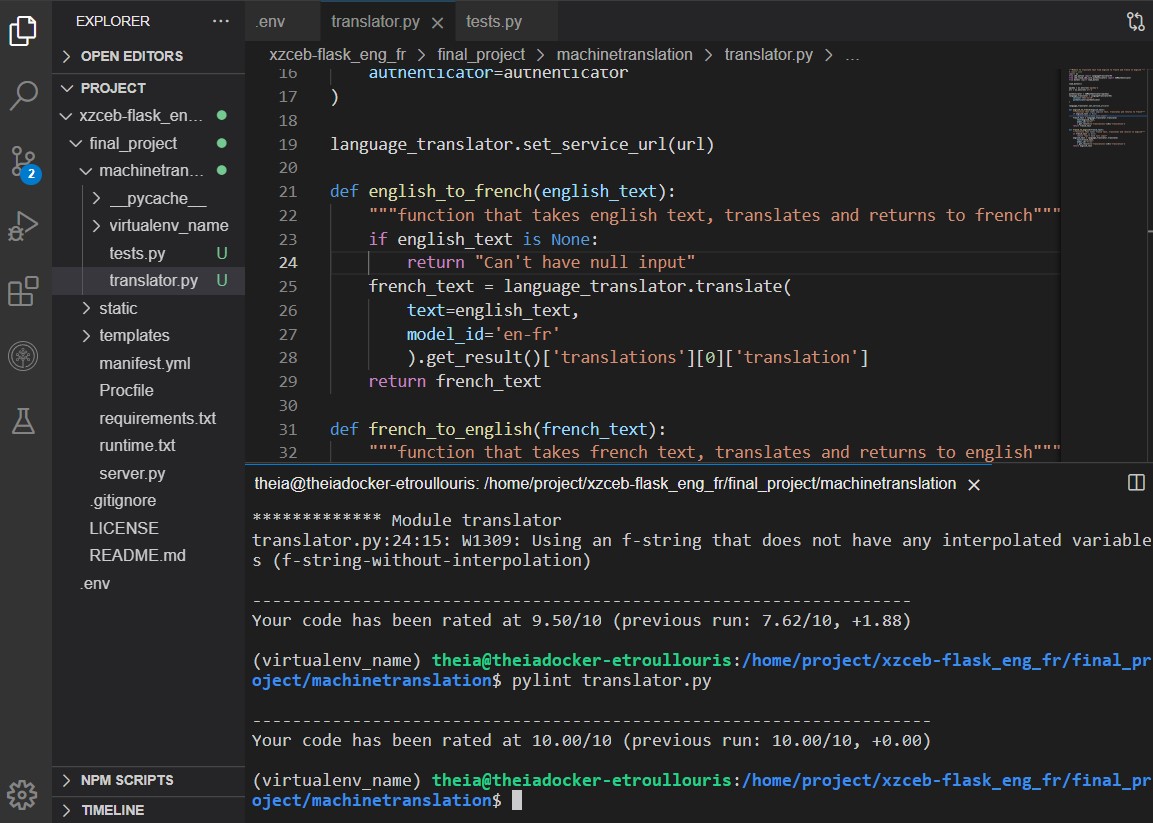 EXPLORER
...
OPEN EDITORS
PROJECT
xzceb-flask_en...
final_project
machinetran...
__pycache__
virtualenv_name
tests.py U
translator.py U
static
templates
manifest.yml
Procfile
requirements.txt
runtime.txt
server.py
.gitignore
LICENSE
README.md
.env
NPM SCRIPTS
TIMELINE
2
.env translator.py tests.py
xzceb-flask_eng_fr > final_project > machinetranslation > translator.py > ...
16 authenticator=authenticator
17 )
18
19 language_translator.set_service_url(url)
20
21 def english_to_french(english_text):
22 """function that takes english text, translates and returns to french"""
23 if english_text is None:
24 return "Can't have null input"
25 french_text = language_translator.translate(
26 text=english_text,
27 model_id='en-fr'
28 ).get_result()['translations'][0]['translation']
29 return french_text
30
31 def french_to_english(french_text):
32 """function that takes french text, translates and returns to english"""
theia@theiadocker-etroullouris: /home/project/xzceb-flask_eng_fr/final_project/machinetranslation
************* Module translator
translator.py:24:15: W1309: Using an f-string that does not have any interpolated variable
s (f-string-without-interpolation)
------------------------------------------------------------------
Your code has been rated at 9.50/10 (previous run: 7.62/10, +1.88)
(virtualenv_name) theia@theiadocker-etroullouris:/home/project/xzceb-flask_eng_fr/final_pr
oject/machinetranslation$ pylint translator.py
--------------------------------------------------------------------
Your code has been rated at 10.00/10 (previous run: 10.00/10, +0.00)
(virtualenv_name) theia@theiadocker-etroullouris:/home/project/xzceb-flask_eng_fr/final_pr
oject/machinetranslation$